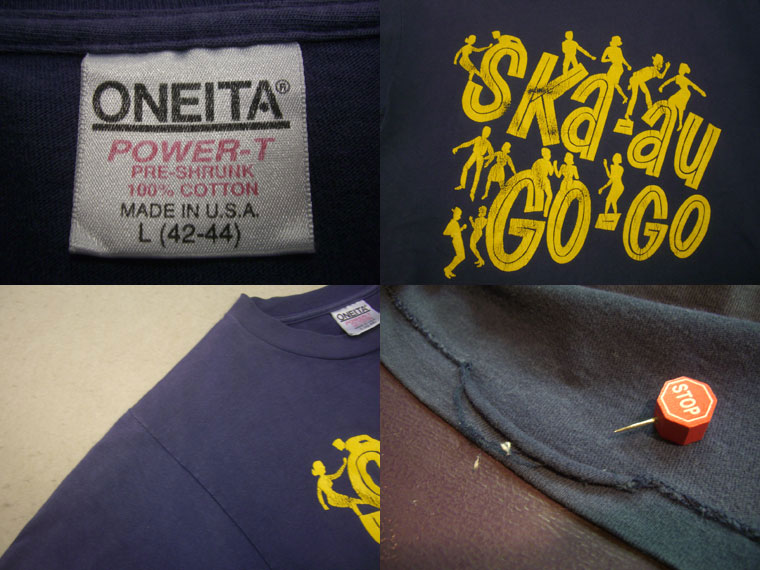 ONEITA®
POWER-T
PRE-SHRUNK
100% COTTON
MADE IN U.S.A.
L (42-44)
SKa-au
GO-GO
ONEITA
STOP